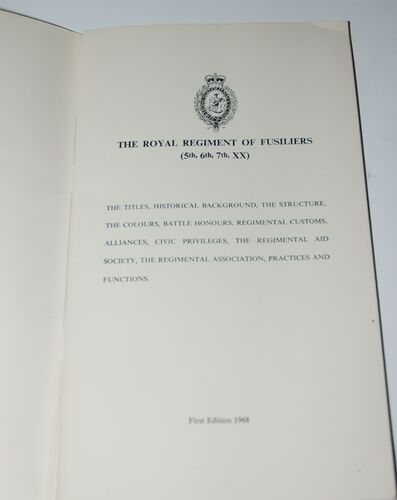 THE ROYAL REGIMENT OF FUSILIERS
(5th, 6th, 7th, XX)
THE TITLES, HISTORICAL BACKGROUND, THE STRUCTURE,
THE COLOURS, BATTLE HONOURS, REGIMENTAL CUSTOMS,
ALLIANCES, CIVIC PRIVILEGES, THE REGIMENTAL AID
SOCIETY, THE REGIMENTAL ASSOCIATION, PRACTICES AND
FUNCTIONS.
First Edition 1968